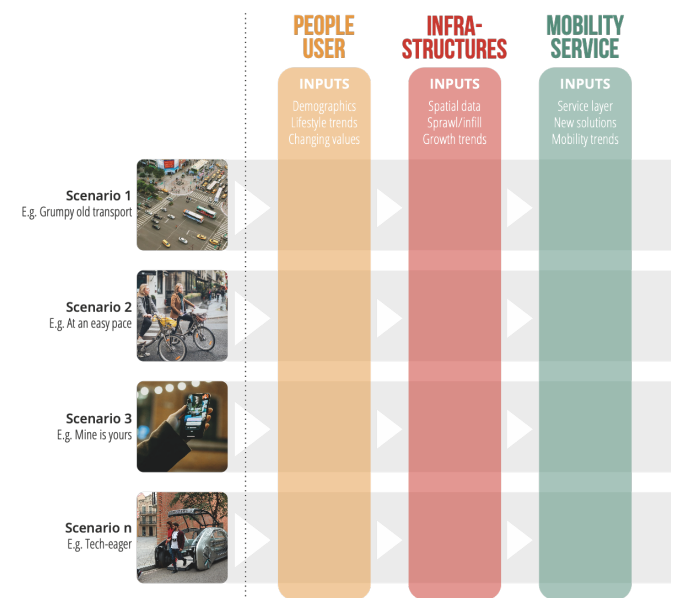 PEOPLE
USER
INFRA-
STRUCTURES
MOBILITY
SERVICE
INPUTS
Demographics
Lifestyle trends
Changing values
INPUTS
Spatial data
Sprawl/infill
Growth trends
INPUTS
Service layer
New solutions
Mobility trends
Scenario 1
E.g. Grumpy old transport
Scenario 2
E.g. At an easy pace
Scenario 3
E.g. Mine is yours
Scenario n
E.g. Tech-eager